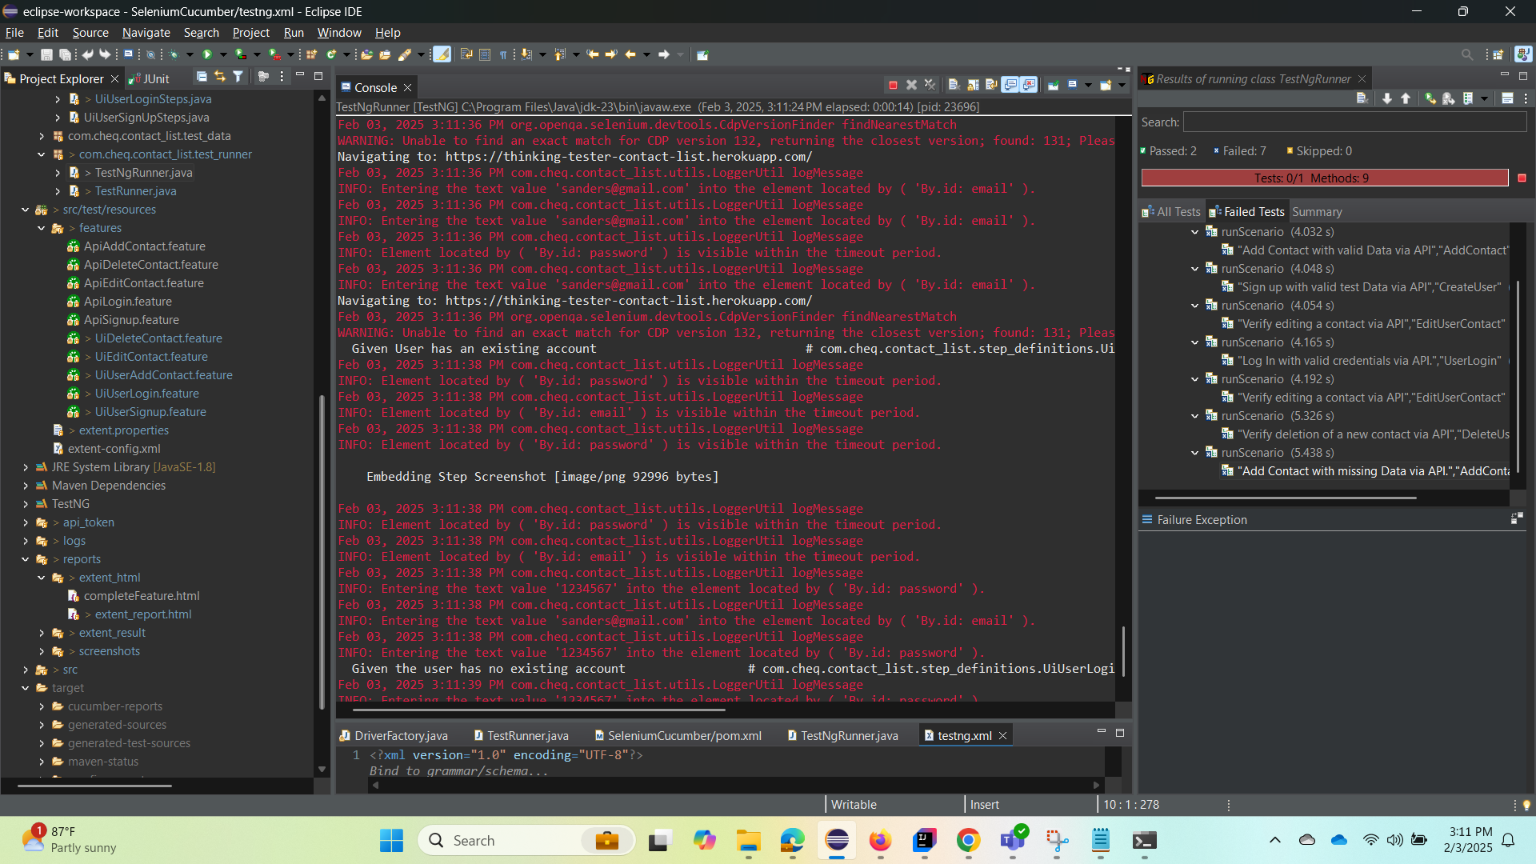 eclipse-workspace - SeleniumCucumber/testng.xml - Eclipse IDE
File Edit Source Navigate Search Project Run Window Help
Project Explorer
JUnit
> UiUserLoginSteps.java
UiUserSignUpSteps.java
com.cheq.contact_list.test_data
> com.cheq.contact_list.test_runner
> TestNgRunner.java
> TestRunner.java
> src/test/resources
> features
ApiAddContact.feature
ApiDeleteContact.feature
ApiEditContact.feature
ApiLogin.feature
ApiSignup.feature
> UiDeleteContact.feature
> UiEditContact.feature
> UiUserAddContact.feature
> UiUserLogin.feature
> UiUserSignup.feature
> extent.properties
extent-config.xml
JRE System Library [JavaSE-1.8]
Maven Dependencies
TestNG
> api_token
> logs
> reports
> extent_html
completeFeature.html
> extent_report.html
> extent_result
> screenshots
> src
target
cucumber-reports
generated-sources
generated-test-sources
maven-status
Console
TestNgRunner [TestNG] C:\Program Files\Java\jdk-23\bin\javaw.exe (Feb 3, 2025, 3:11:24 PM elapsed: 0:00:14) [pid: 23696]
Feb 03, 2025 3:11:36 PM org.openqa.selenium.devtools.CdpVersionFinder findNearestMatch
WARNING: Unable to find an exact match for CDP version 132, returning the closest version; found: 131; Pleas
Navigating to: https://thinking-tester-contact-list.herokuapp.com/
Feb 03, 2025 3:11:36 PM com.cheq.contact_list.utils.LoggerUtil logMessage
INFO: Entering the text value 'sanders@gmail.com' into the element located by ( 'By.id: email' ).
Feb 03, 2025 3:11:36 PM com.cheq.contact_list.utils.LoggerUtil logMessage
INFO: Entering the text value 'sanders@gmail.com' into the element located by ( 'By.id: email' ).
Feb 03, 2025 3:11:36 PM com.cheq.contact_list.utils.LoggerUtil logMessage
INFO: Element located by ( 'By.id: password' ) is visible within the timeout period.
Feb 03, 2025 3:11:36 PM com.cheq.contact_list.utils.LoggerUtil logMessage
INFO: Entering the text value 'sanders@gmail.com' into the element located by ( 'By.id: email' ).
Navigating to: https://thinking-tester-contact-list.herokuapp.com/
Feb 03, 2025 3:11:36 PM org.openqa.selenium.devtools.CdpVersionFinder findNearestMatch
WARNING: Unable to find an exact match for CDP version 132, returning the closest version; found: 131; Pleas
Given User has an existing account # com.cheq.contact_list.step_definitions.Ui
Feb 03, 2025 3:11:38 PM com.cheq.contact_list.utils.LoggerUtil logMessage
INFO: Element located by ( 'By.id: password' ) is visible within the timeout period.
Feb 03, 2025 3:11:38 PM com.cheq.contact_list.utils.LoggerUtil logMessage
INFO: Element located by ( 'By.id: email' ) is visible within the timeout period.
Feb 03, 2025 3:11:38 PM com.cheq.contact_list.utils.LoggerUtil logMessage
INFO: Element located by ( 'By.id: password' ) is visible within the timeout period.
Embedding Step Screenshot [image/png 92996 bytes]
Feb 03, 2025 3:11:38 PM com.cheq.contact_list.utils.LoggerUtil logMessage
INFO: Element located by ( 'By.id: password' ) is visible within the timeout period.
Feb 03, 2025 3:11:38 PM com.cheq.contact_list.utils.LoggerUtil logMessage
INFO: Element located by ( 'By.id: email' ) is visible within the timeout period.
Feb 03, 2025 3:11:38 PM com.cheq.contact_list.utils.LoggerUtil logMessage
INFO: Entering the text value '1234567' into the element located by ( 'By.id: password' ).
Feb 03, 2025 3:11:38 PM com.cheq.contact_list.utils.LoggerUtil logMessage
INFO: Entering the text value 'sanders@gmail.com' into the element located by ( 'By.id: email' ).
Feb 03, 2025 3:11:38 PM com.cheq.contact_list.utils.LoggerUtil logMessage
INFO: Entering the text value '1234567' into the element located by ( 'By.id: password' ).
Given the user has no existing account # com.cheq.contact_list.step_definitions.UiUserLogi
Feb 03, 2025 3:11:39 PM com.cheq.contact_list.utils.LoggerUtil logMessage
INFO: Entering the text value '1234567' into the element located by ( 'By.id: password' )
DriverFactory.java
TestRunner.java
SeleniumCucumber/pom.xml
TestNgRunner.java
testng.xml
1 <?xml version="1.0" encoding="UTF-8"?>
Bind to grammar/schema...
Results of running class TestNgRunner
Search:
Passed: 2 Failed: 7 Skipped: 0
Tests: 0/1 Methods: 9
All Tests Failed Tests Summary
runScenario (4.032 s)
"Add Contact with valid Data via API","AddContact"
runScenario (4.048 s)
"Sign up with valid test Data via API","CreateUser"
runScenario (4.054 s)
"Verify editing a contact via API","EditUserContact"
runScenario (4.165 s)
"Log In with valid credentials via API.","UserLogin"
runScenario (4.192 s)
"Verify editing a contact via API","EditUserContact"
runScenario (5.326 s)
"Verify deletion of a new contact via API","DeleteUs
runScenario (5.438 s)
"Add Contact with missing Data via API.","AddConta
Failure Exception
Writable
Insert
10 : 1 : 278
1
87°F
Partly sunny
Search
3:11 PM
2/3/2025